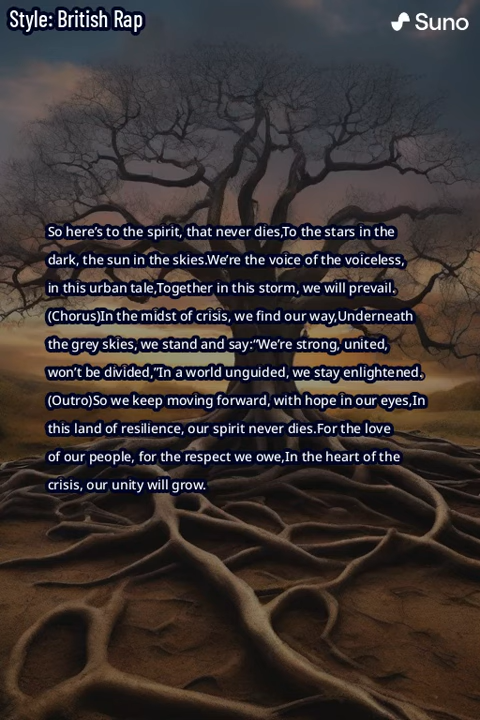 Style: British Rap
Suno
So here's to the spirit, that never dies,To the stars in the
dark, the sun in the skies.We're the voice of the voiceless,
in this urban tale,Together in this storm, we will prevail.
(Chorus)In the midst of crisis, we find our way,Underneath
the grey skies, we stand and say:"We're strong, united,
won't be divided,"In a world unguided, we stay enlightened.
(Outro)So we keep moving forward, with hope in our eyes,In
this land of resilience, our spirit never dies.For the love
of our people, for the respect we owe,In the heart of the
crisis, our unity will grow.